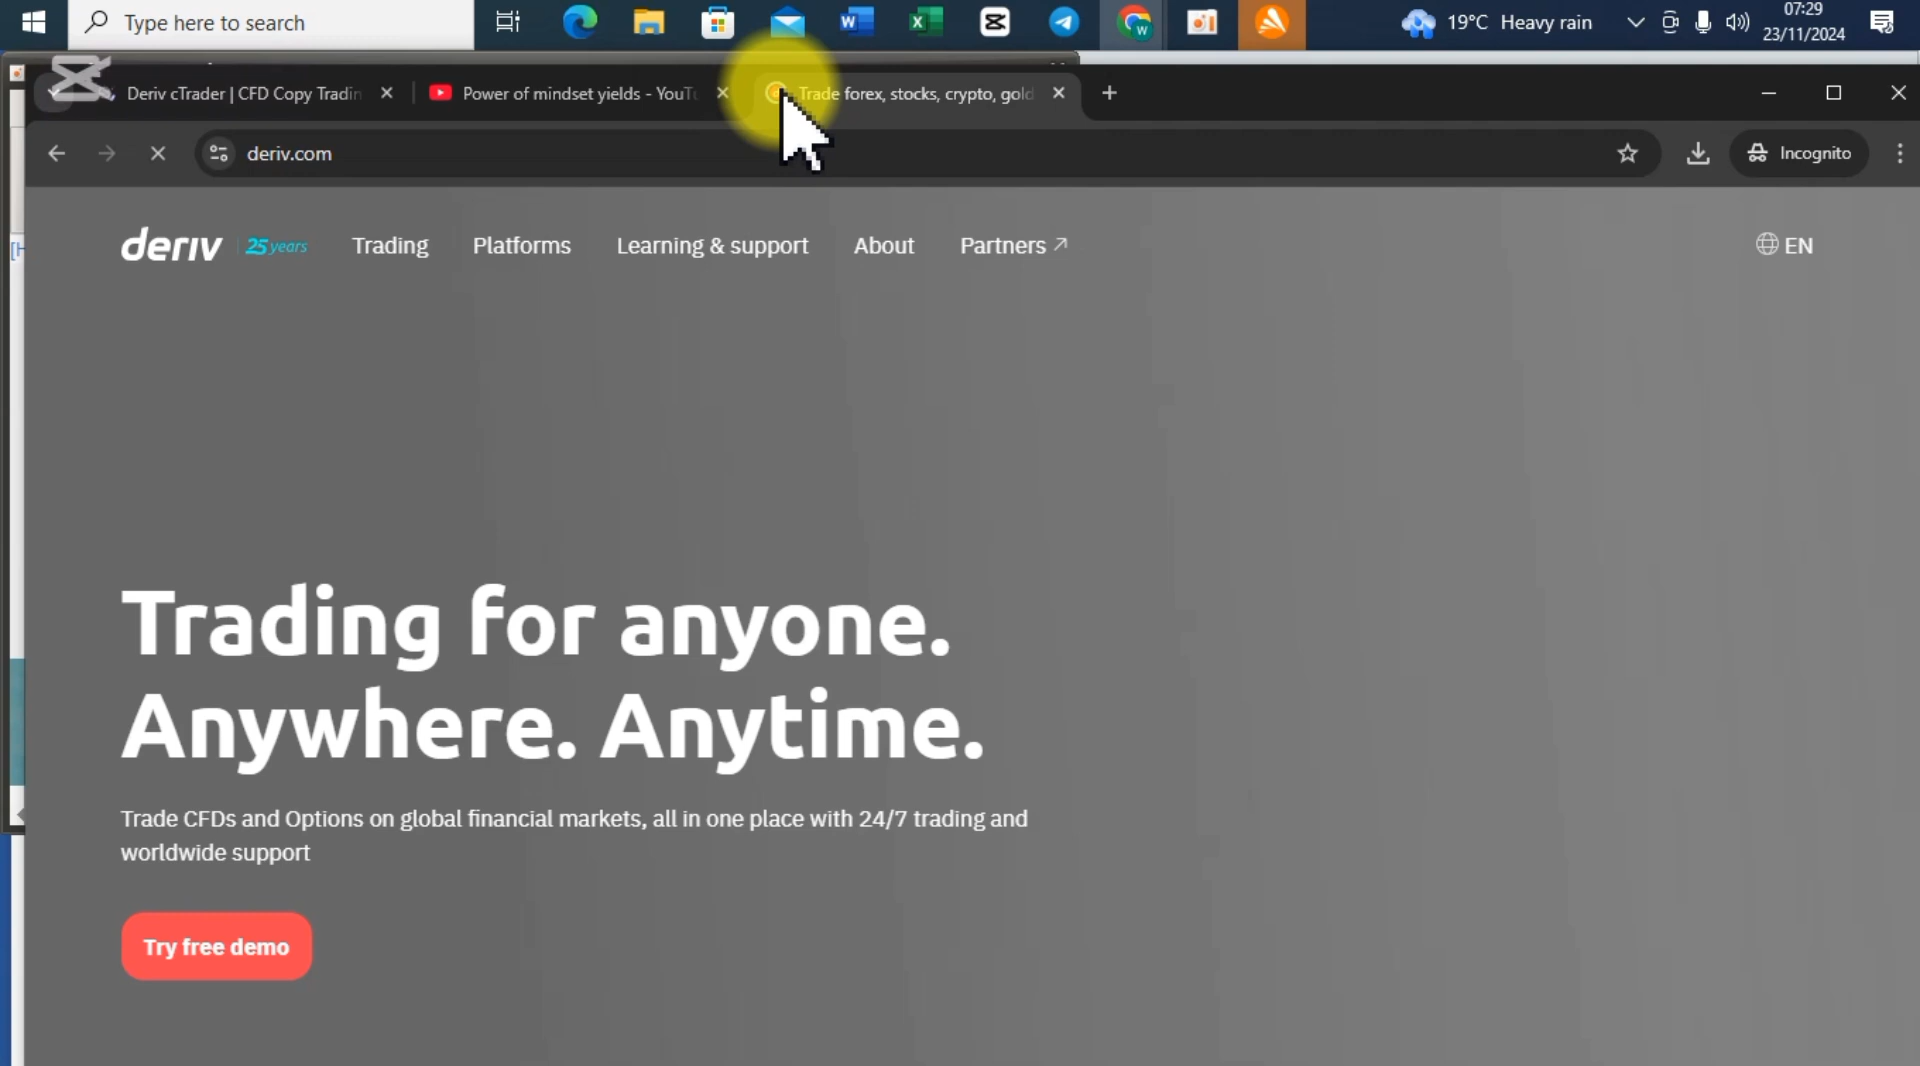 Type here to search
19°C Heavy rain
07:29
23/11/2024
Deriv cTrader | CFD Copy Tradin
Power of mindset yields - YouTu
Trade forex, stocks, crypto, gold
deriv.com
Incognito
deriv 25 years
Trading
Platforms
Learning & support
About
Partners
EN
Trading for anyone.
Anywhere. Anytime.
Trade CFDs and Options on global financial markets, all in one place with 24/7 trading and
worldwide support
Try free demo